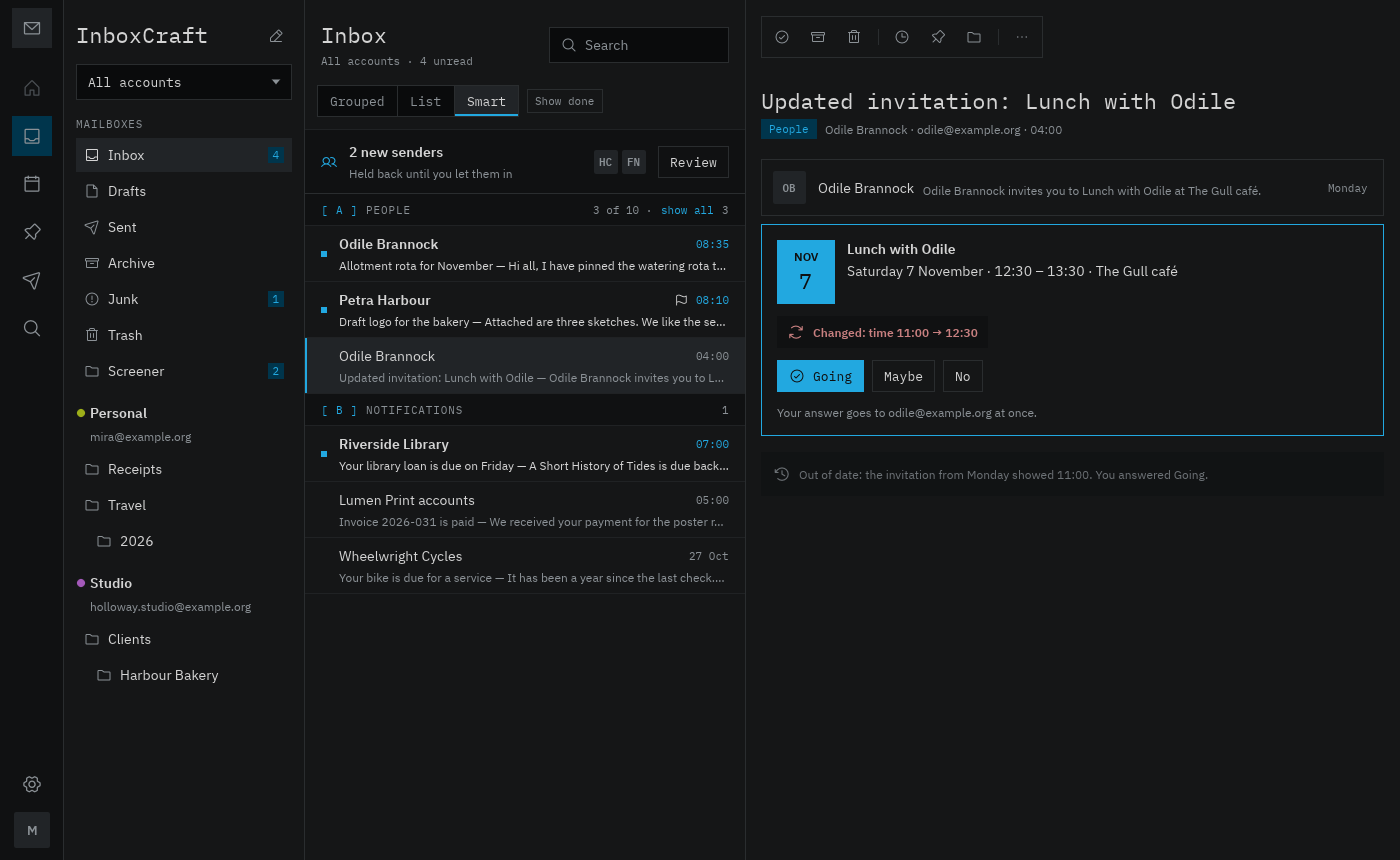 InboxCraft
All accounts
MAILBOXES
Inbox 4
Drafts
Sent
Archive
Junk 1
Trash
Screener 2
Personal
mira@example.org
Receipts
Travel
2026
Studio
holloway.studio@example.org
Clients
Harbour Bakery
M
Inbox
All accounts · 4 unread
Search
Grouped List Smart Show done
2 new senders
Held back until you let them in
HC FN Review
[ A ] PEOPLE 3 of 10 · show all 3
Odile Brannock 08:35
Allotment rota for November — Hi all, I have pinned the watering rota t…
Petra Harbour 08:10
Draft logo for the bakery — Attached are three sketches. We like the se…
Odile Brannock 04:00
Updated invitation: Lunch with Odile — Odile Brannock invites you to L…
[ B ] NOTIFICATIONS 1
Riverside Library 07:00
Your library loan is due on Friday — A Short History of Tides is due back…
Lumen Print accounts 05:00
Invoice 2026-031 is paid — We received your payment for the poster r…
Wheelwright Cycles 27 Oct
Your bike is due for a service — It has been a year since the last check.…
Updated invitation: Lunch with Odile
People Odile Brannock · odile@example.org · 04:00
OB Odile Brannock Odile Brannock invites you to Lunch with Odile at The Gull café. Monday
NOV
7
Lunch with Odile
Saturday 7 November · 12:30 – 13:30 · The Gull café
Changed: time 11:00 → 12:30
Going Maybe No
Your answer goes to odile@example.org at once.
Out of date: the invitation from Monday showed 11:00. You answered Going.